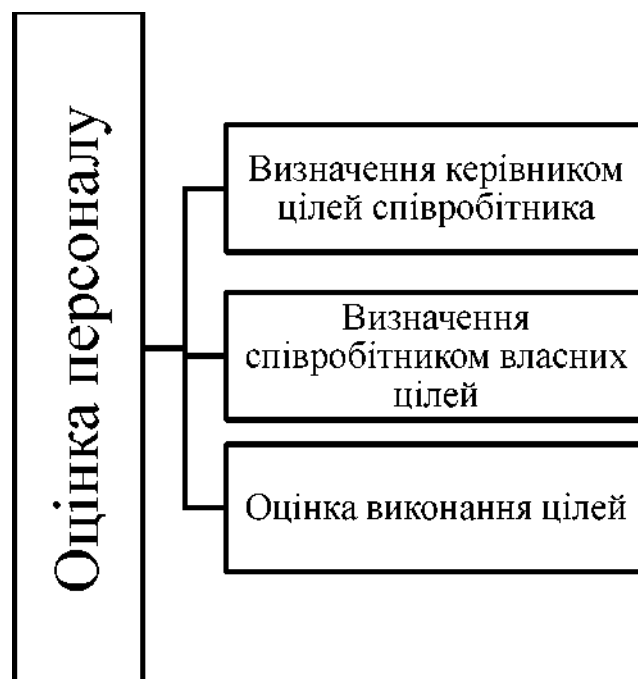 Оцінка персоналу
Визначення керівником
цілей співробітника
Визначення
співробітником власних
цілей
Оцінка виконання цілей